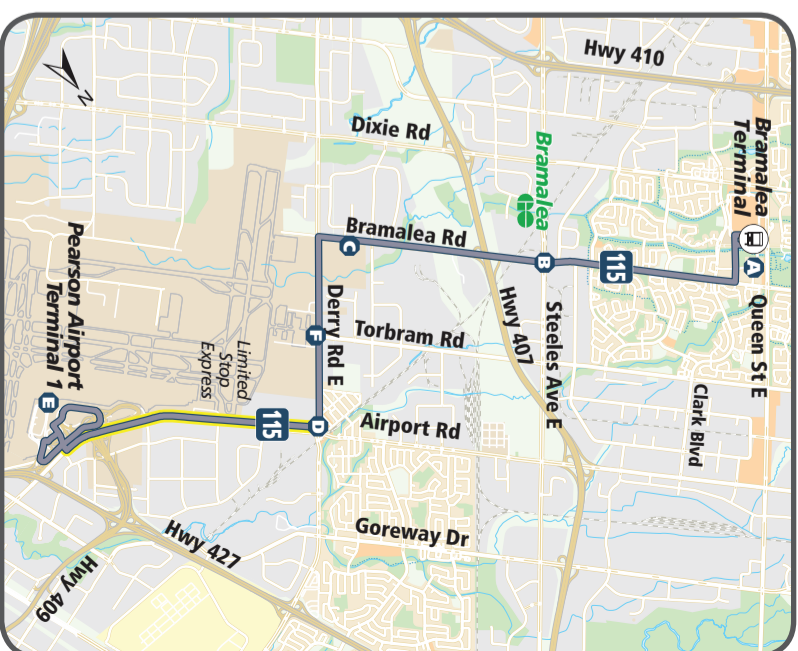 Hwy 410
Bramalea
Terminal
Dixie Rd
Bramalea
GO
Bramalea Rd
A
C
B
115
Queen St E
Pearson Airport
Terminal 1
Derry Rd E
Torbram Rd
Hwy 407
Steeles Ave E
Limited
Stop
Express
F
Clark Blvd
E
115
D
Airport Rd
Goreway Dr
Hwy 427
Hwy 409
N